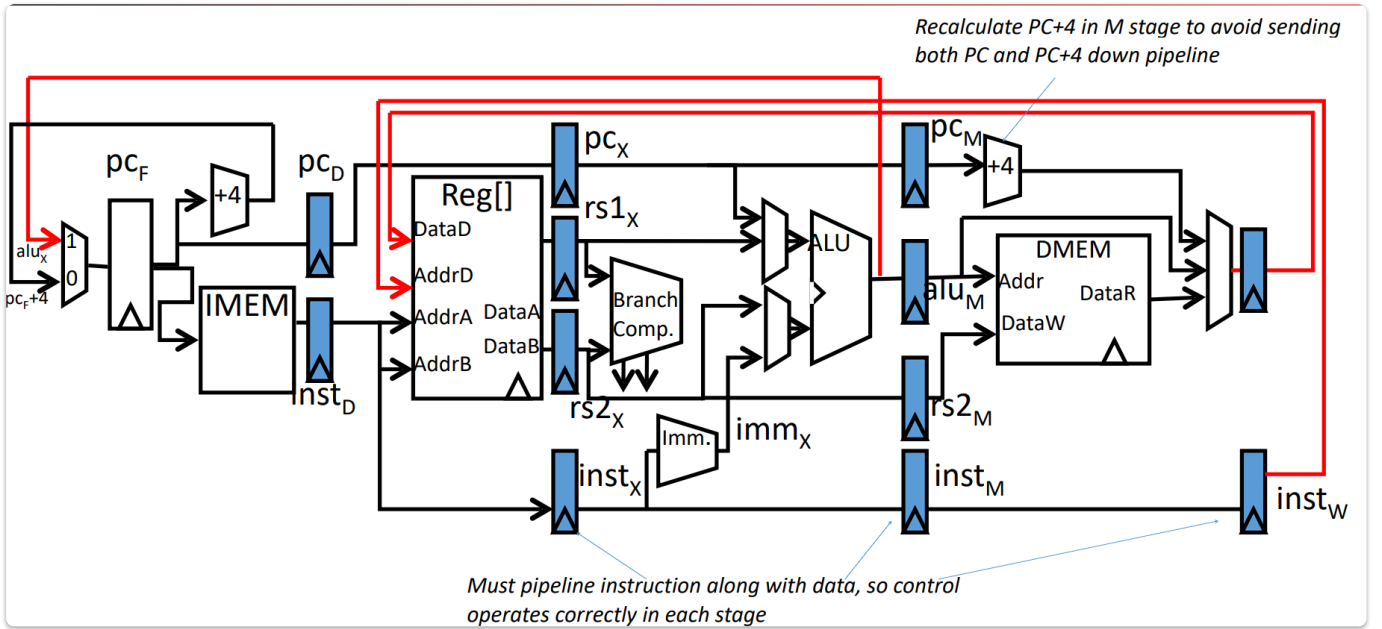 Recalculate PC+4 in M stage to avoid sending
both PC and PC+4 down pipeline
pcF
pcD
pcX
pcM
+4
+4
Reg[]
rs1X
DataD
ALU
DMEM
1
aluX
0
pcF+4
AddrD
IMEM
Branch
Comp.
aluM
Addr
DataR
AddrA
DataA
DataW
DataB
AddrB
instD
rs2X
rs2M
Imm.
immX
instX
instM
instW
Must pipeline instruction along with data, so control
operates correctly in each stage